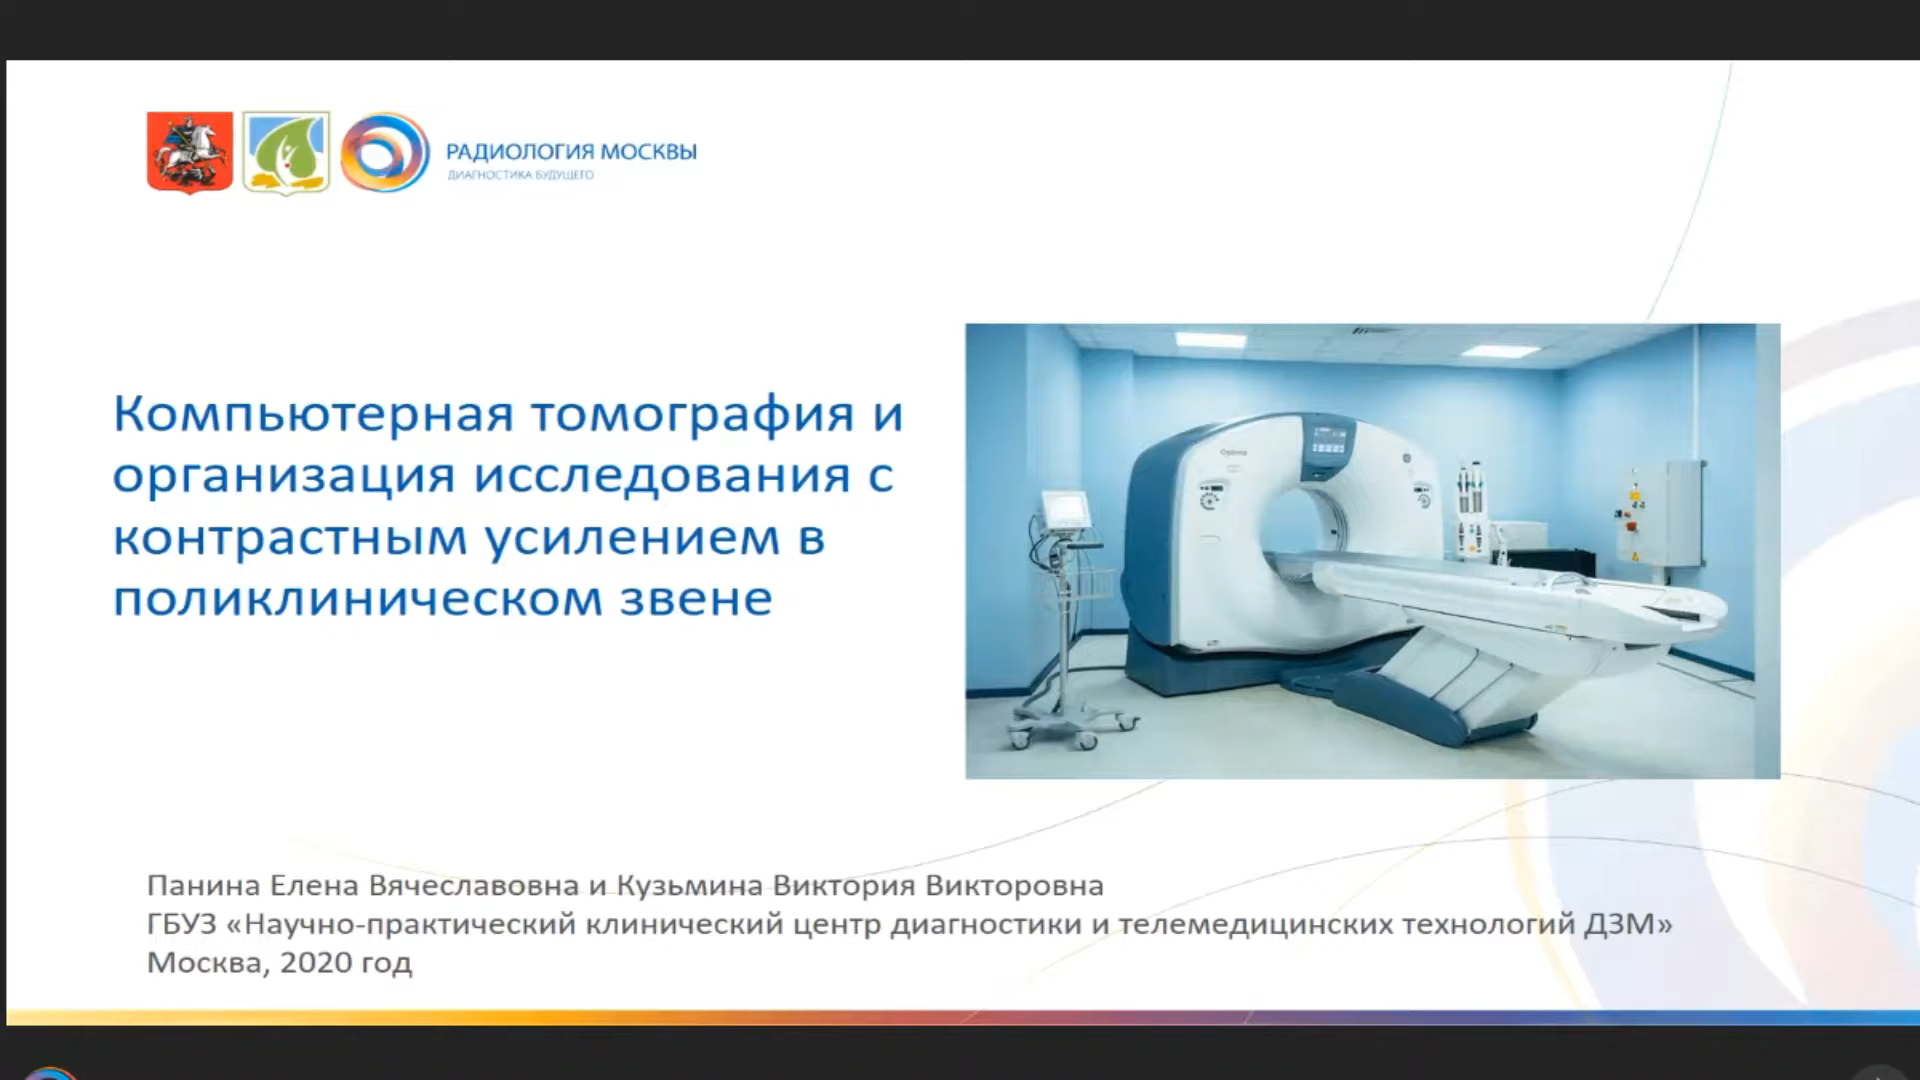 РАДИОЛОГИЯ МОСКВЫ
ДИАГНОСТИКА БУДУЩЕГО
Компьютерная томография и
организация исследования с
контрастным усилением в
поликлиническом звене
Optima
Панина Елена Вячеславовна и Кузьмина Виктория Викторовна
ГБУЗ «Научно-практический клинический центр диагностики и телемедицинских технологий ДЗМ»
Москва, 2020 год